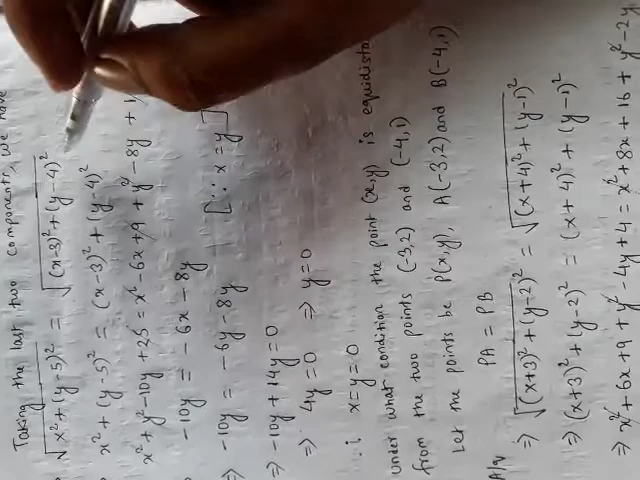 Taking the last two components, we have
√x² + (y-5)² = √(x-3)² + (y-4)²
x² + (y-5)² = (x-3)² + (y-4)²
x² + y² - 10y + 25 = x² - 6x + 9 + y² - 8y + 1
-10y = -6x - 8y
⇒ -10y = -6y - 8y [∵ x = y]
⇒ -10y + 14y = 0
⇒ 4y = 0 ⇒ y = 0
∴ x = y = 0
under what condition the point (x,y) is equidista
from the two points (-3,2) and (-4,1)
Let the points be P(x,y), A(-3,2) and B(-4,1)
A/q PA = PB
⇒ √(x+3)² + (y-2)² = √(x+4)² + (y-1)²
⇒ (x+3)² + (y-2)² = (x+4)² + (y-1)²
⇒ x² + 6x + 9 + y² - 4y + 4 = x² + 8x + 16 + y² - 2y